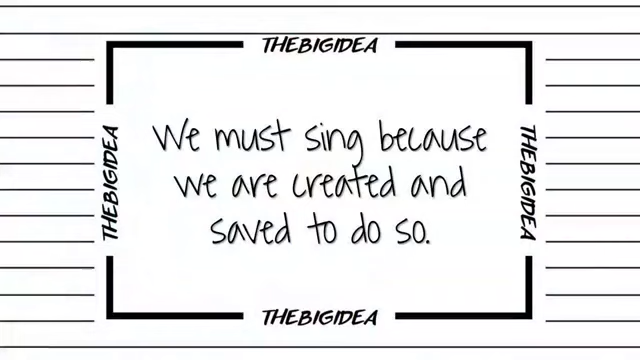 THEBIGIDEA
THEBIGIDEA
We must sing because
we are created and
saved to do so.
THEBIGIDEA
THEBIGIDEA